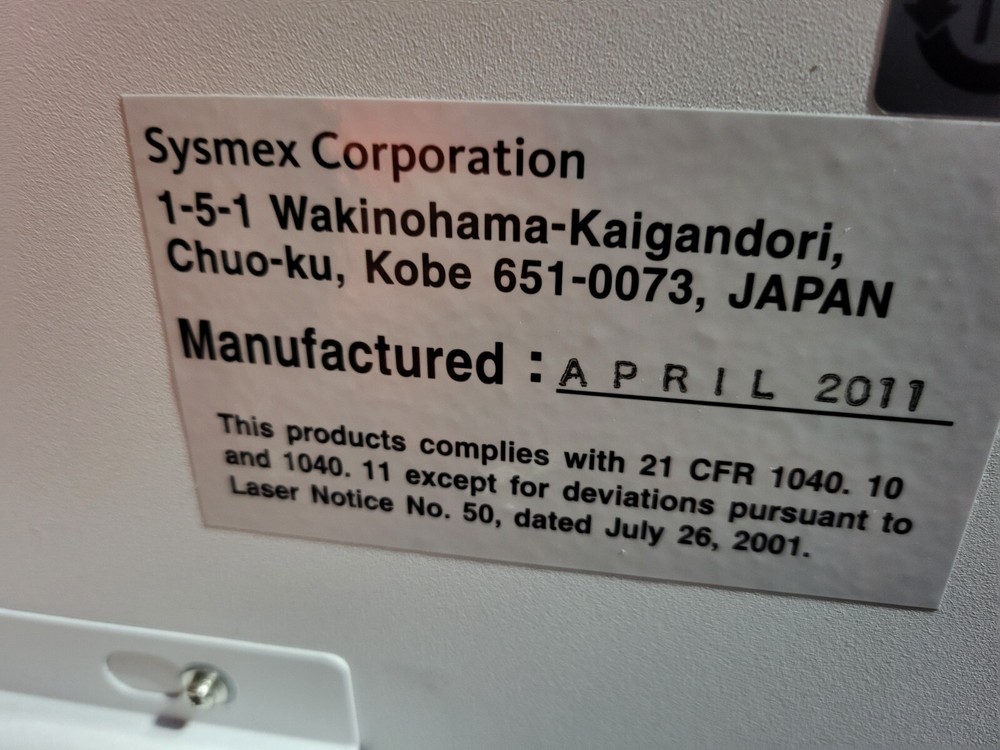 Sysmex Corporation
1-5-1 Wakinohama-Kaigandori,
Chuo-ku, Kobe 651-0073, JAPAN
Manufactured : APRIL 2011
This products complies with 21 CFR 1040. 10
and 1040. 11 except for deviations pursuant to
Laser Notice No. 50, dated July 26, 2001.